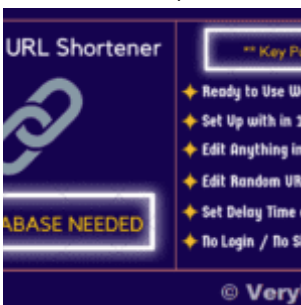 URL Shortener
ABASE NEEDED
** Key Po
Ready to Use W
Set Up with in 1
Edit Anything in
Edit Random UR
Set Delay Time
No Login / No S
© Very